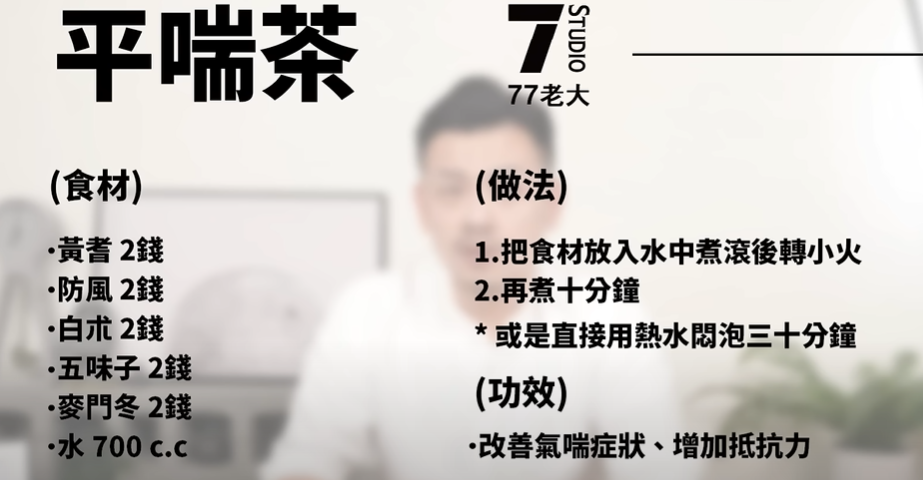 平喘茶
7 STUDIO
77老大
(食材)
·黃耆 2錢
·防風 2錢
·白朮 2錢
·五味子 2錢
·麥門冬 2錢
·水 700 c.c
(做法)
1.把食材放入水中煮滾後轉小火
2.再煮十分鐘
* 或是直接用熱水悶泡三十分鐘
(功效)
·改善氣喘症狀、增加抵抗力